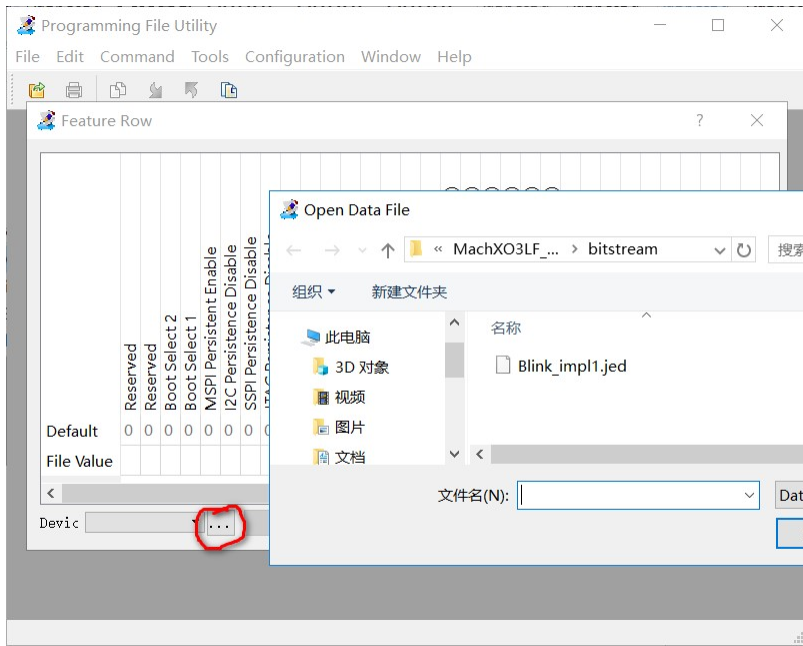 Programming File Utility
File Edit Command Tools Configuration Window Help
Feature Row
?
Reserved
Reserved
Boot Select 2
Boot Select 1
MSPI Persistent Enable
I2C Persistence Disable
SSPI Persistence Disable
Default 0 0 0 0 0 0 0
File Value
Devic
...
Open Data File
« MachXO3LF_... > bitstream
搜索
组织 新建文件夹
此电脑
3D 对象
视频
图片
文档
名称
Blink_impl1.jed
文件名(N):
Dat